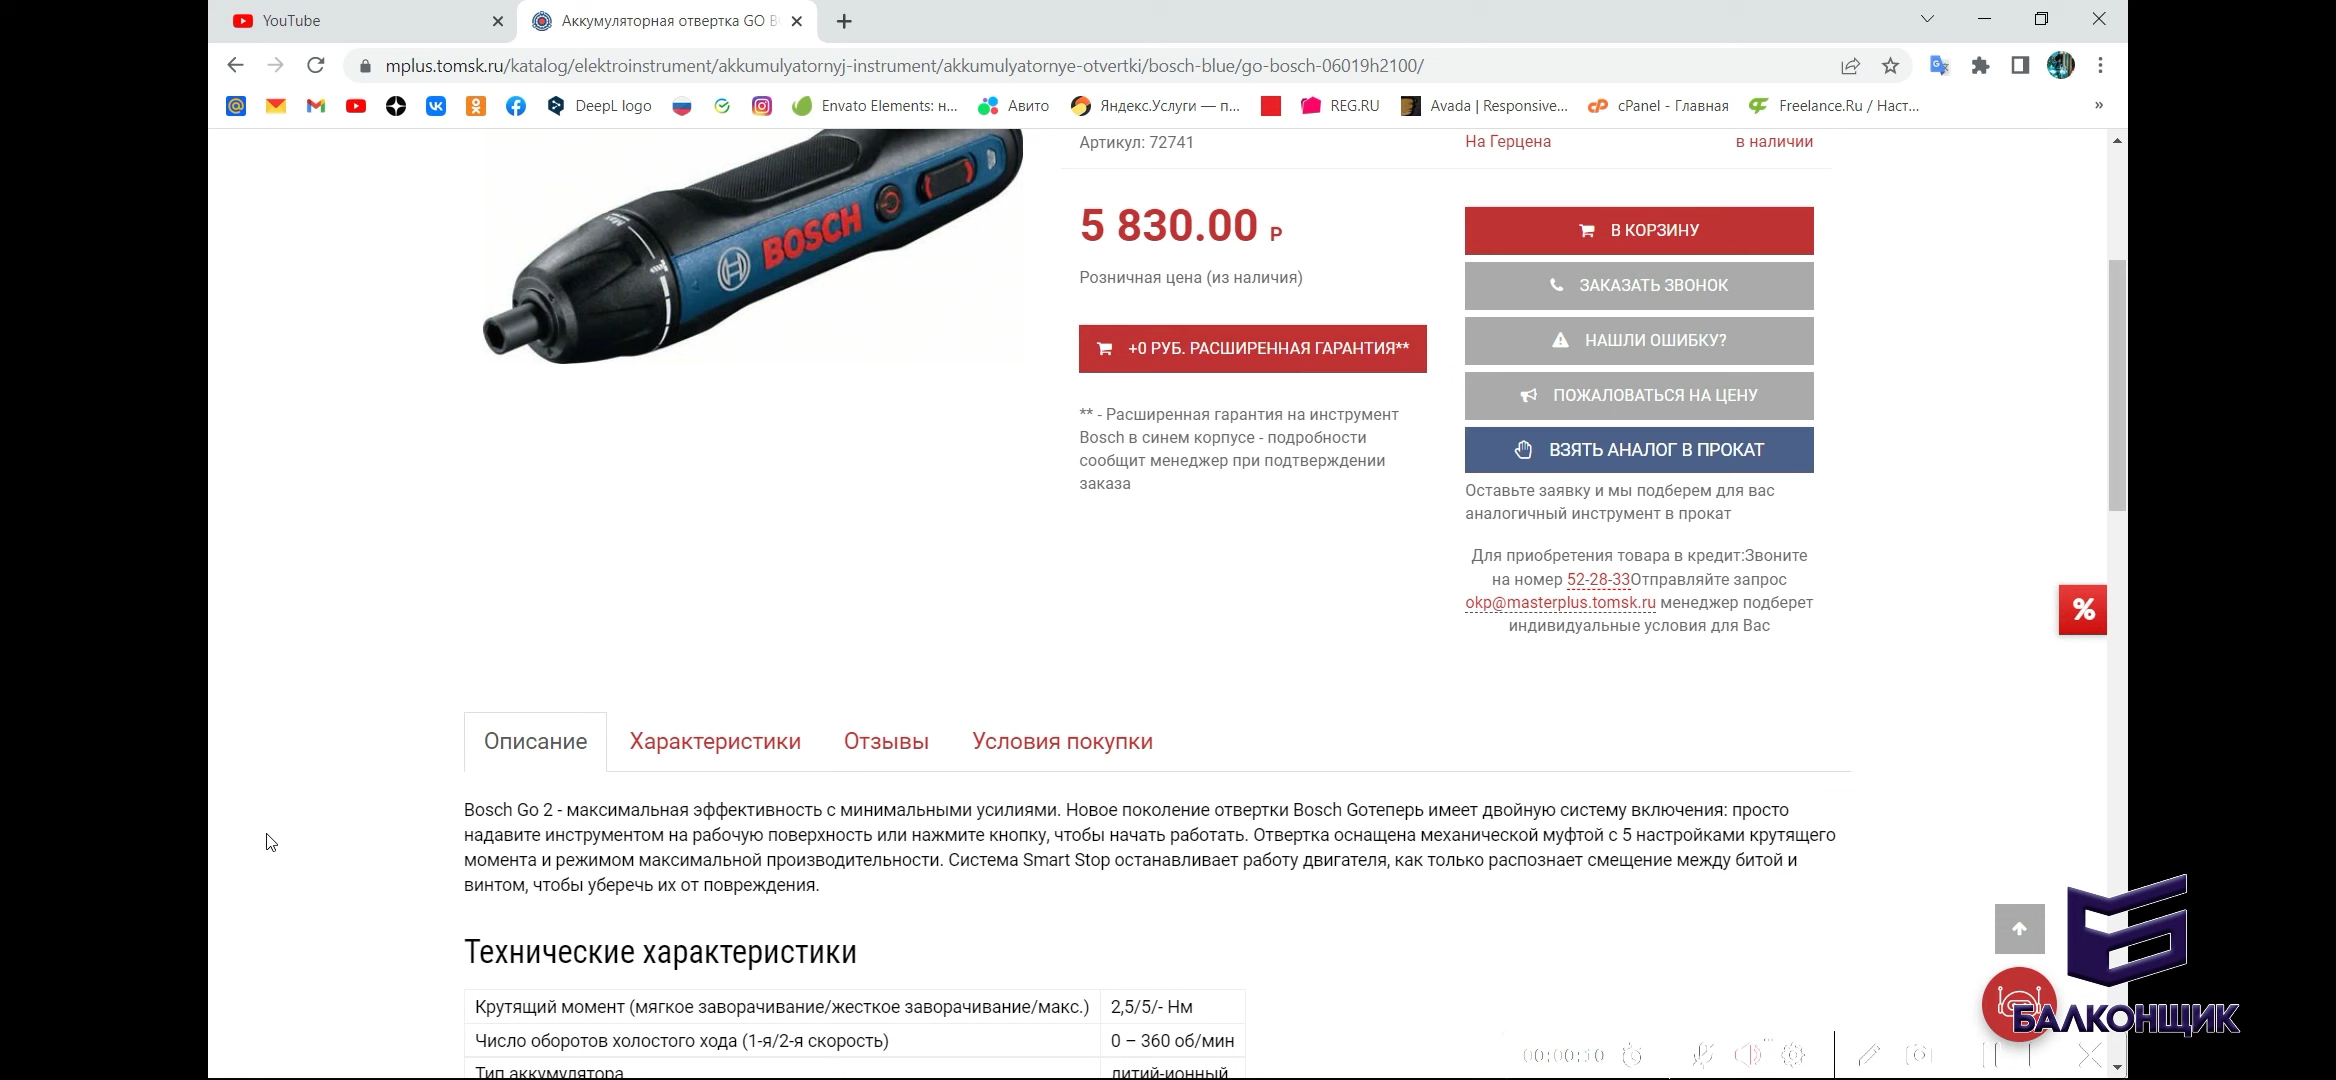 YouTube
Аккумуляторная отвертка GO B
mplus.tomsk.ru/katalog/elektroinstrument/akkumulyatornyj-instrument/akkumulyatornye-otvertki/bosch-blue/go-bosch-06019h2100/
DeepL logo
Envato Elements: н...
Авито
Яндекс.Услуги — п...
REG.RU
Avada | Responsive...
cPanel - Главная
Freelance.Ru / Наст...
»
BOSCH
Артикул: 72741
На Герцена
в наличии
5 830.00 Р
Розничная цена (из наличия)
+0 РУБ. РАСШИРЕННАЯ ГАРАНТИЯ**
** - Расширенная гарантия на инструмент
Bosch в синем корпусе - подробности
сообщит менеджер при подтверждении
заказа
В КОРЗИНУ
ЗАКАЗАТЬ ЗВОНОК
НАШЛИ ОШИБКУ?
ПОЖАЛОВАТЬСЯ НА ЦЕНУ
ВЗЯТЬ АНАЛОГ В ПРОКАТ
Оставьте заявку и мы подберем для вас
аналогичный инструмент в прокат
Для приобретения товара в кредит:Звоните
на номер 52-28-33Отправляйте запрос
okp@masterplus.tomsk.ru менеджер подберет
индивидуальные условия для Вас
%
Описание
Характеристики
Отзывы
Условия покупки
Bosch Go 2 - максимальная эффективность с минимальными усилиями. Новое поколение отвертки Bosch Goтеперь имеет двойную систему включения: просто
надавите инструментом на рабочую поверхность или нажмите кнопку, чтобы начать работать. Отвертка оснащена механической муфтой с 5 настройками крутящего
момента и режимом максимальной производительности. Система Smart Stop останавливает работу двигателя, как только распознает смещение между битой и
винтом, чтобы уберечь их от повреждения.
Технические характеристики
Крутящий момент (мягкое заворачивание/жесткое заворачивание/макс.) 2,5/5/- Нм
Число оборотов холостого хода (1-я/2-я скорость) 0 – 360 об/мин
Тип аккумулятора литий-ионный
БАЛКОНЩИК